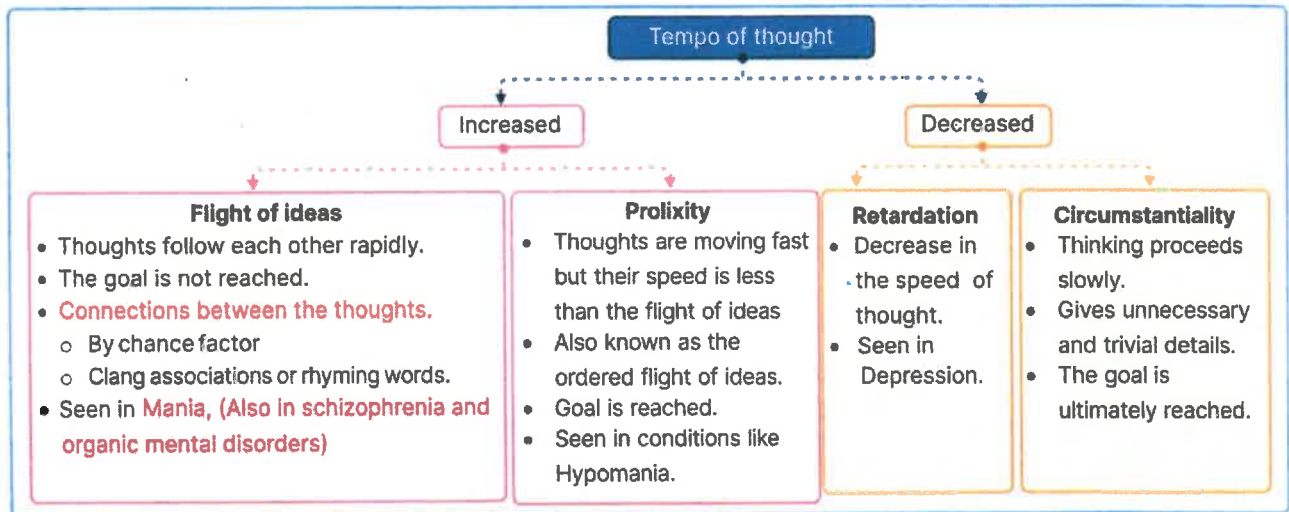 Tempo of thought
Increased
Decreased
Flight of ideas
• Thoughts follow each other rapidly.
• The goal is not reached.
• Connections between the thoughts.
o By chance factor
o Clang associations or rhyming words.
• Seen in Mania, (Also in schizophrenia and
organic mental disorders)
Prolixity
• Thoughts are moving fast
but their speed is less
than the flight of ideas
• Also known as the
ordered flight of ideas.
• Goal is reached.
• Seen in conditions like
Hypomania.
Retardation
• Decrease in
the speed of
thought.
• Seen in
Depression.
Circumstantiality
• Thinking proceeds
slowly.
• Gives unnecessary
and trivial details.
• The goal is
ultimately reached.